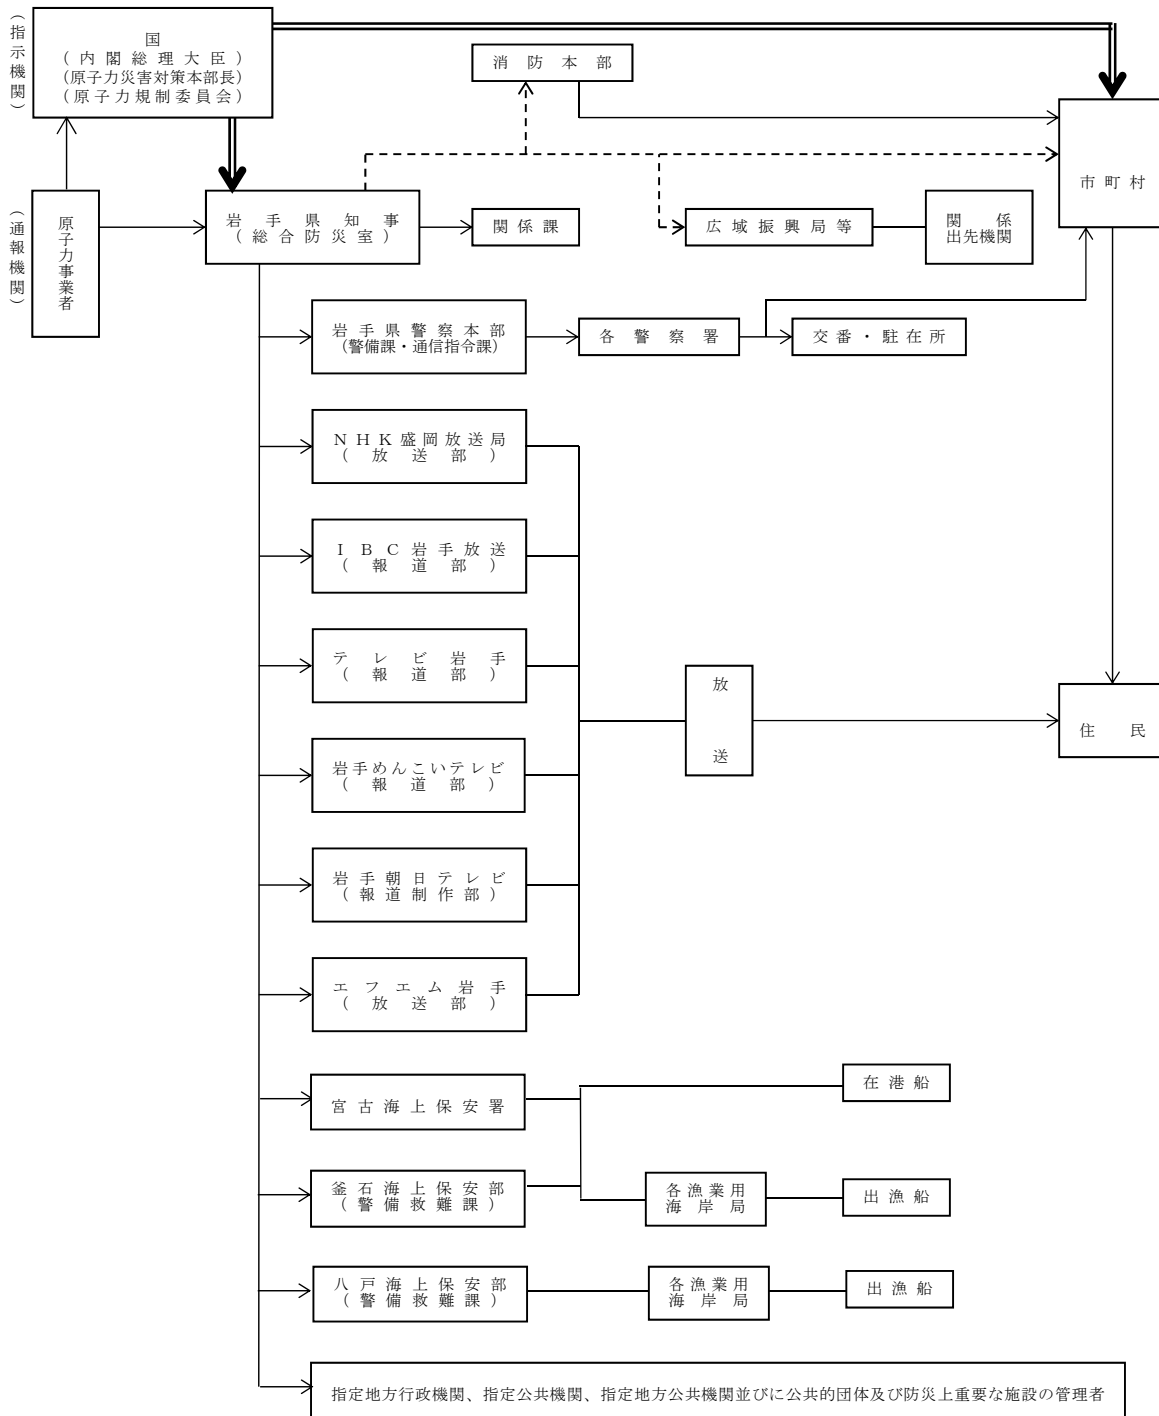 （指示機関）
国
（内閣総理大臣）
（原子力災害対策本部長）
（原子力規制委員会）
消防本部
市町村
（通報機関）
原子力事業者
岩手県知事
（総合防災室）
関係課
広域振興局等
関係
出先機関
岩手県警察本部
（警備課・通信指令課）
各警察署
交番・駐在所
ＮＨＫ盛岡放送局
（放送部）
ＩＢＣ岩手放送
（報道部）
テレビ岩手
（報道部）
放送
住民
岩手めんこいテレビ
（報道部）
岩手朝日テレビ
（報道制作部）
エフエム岩手
（放送部）
在港船
宮古海上保安署
釜石海上保安部
（警備救難課）
各漁業用
海岸局
出漁船
八戸海上保安部
（警備救難課）
各漁業用
海岸局
出漁船
指定地方行政機関、指定公共機関、指定地方公共機関並びに公共的団体及び防災上重要な施設の管理者